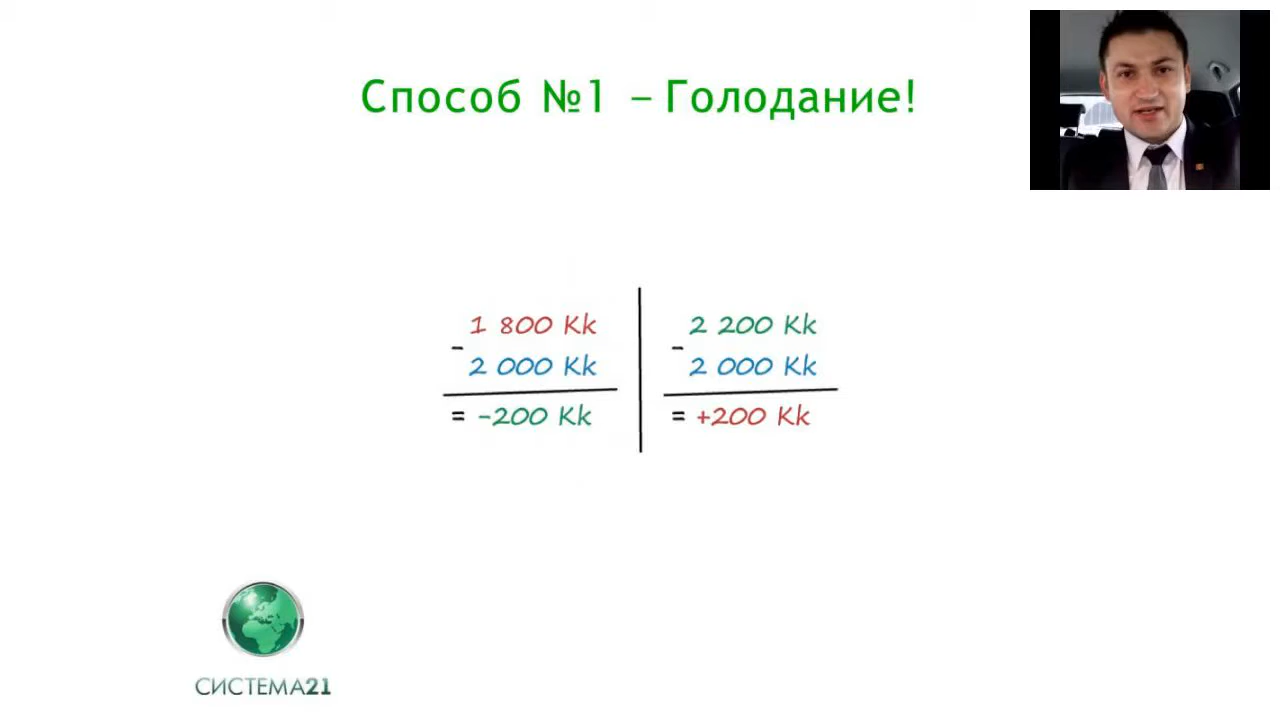 Способ №1 – Голодание!
1 800 Kk
-
2 000 Kk
= -200 Kk
2 200 Kk
-
2 000 Kk
= +200 Kk
СИСТЕМА21